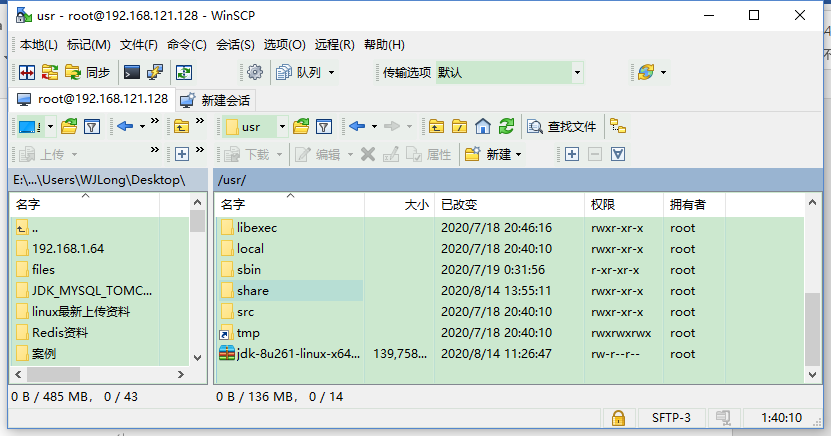 usr - root@192.168.121.128 - WinSCP
本地(L) 标记(M) 文件(F) 命令(C) 会话(S) 选项(O) 远程(R) 帮助(H)
同步 队列 传输选项 默认
root@192.168.121.128 新建会话
usr 查找文件
上传 下载 编辑 属性 新建
E:\...\Users\WJLong\Desktop\ /usr/
名字 名字 大小 已改变 权限 拥有者
.. libexec 2020/7/18 20:46:16 rwxr-xr-x root
192.168.1.64 local 2020/7/18 20:40:10 rwxr-xr-x root
files sbin 2020/7/19 0:31:56 r-xr-xr-x root
JDK_MYSQL_TOMC... share 2020/8/14 13:55:11 rwxr-xr-x root
linux最新上传资料 src 2020/7/18 20:40:10 rwxr-xr-x root
Redis资料 tmp 2020/7/18 20:40:10 rwxrwxrwx root
案例 jdk-8u261-linux-x64... 139,758... 2020/8/14 11:26:47 rw-r--r-- root
0 B / 485 MB, 0 / 43 0 B / 136 MB, 0 / 14
SFTP-3 1:40:10